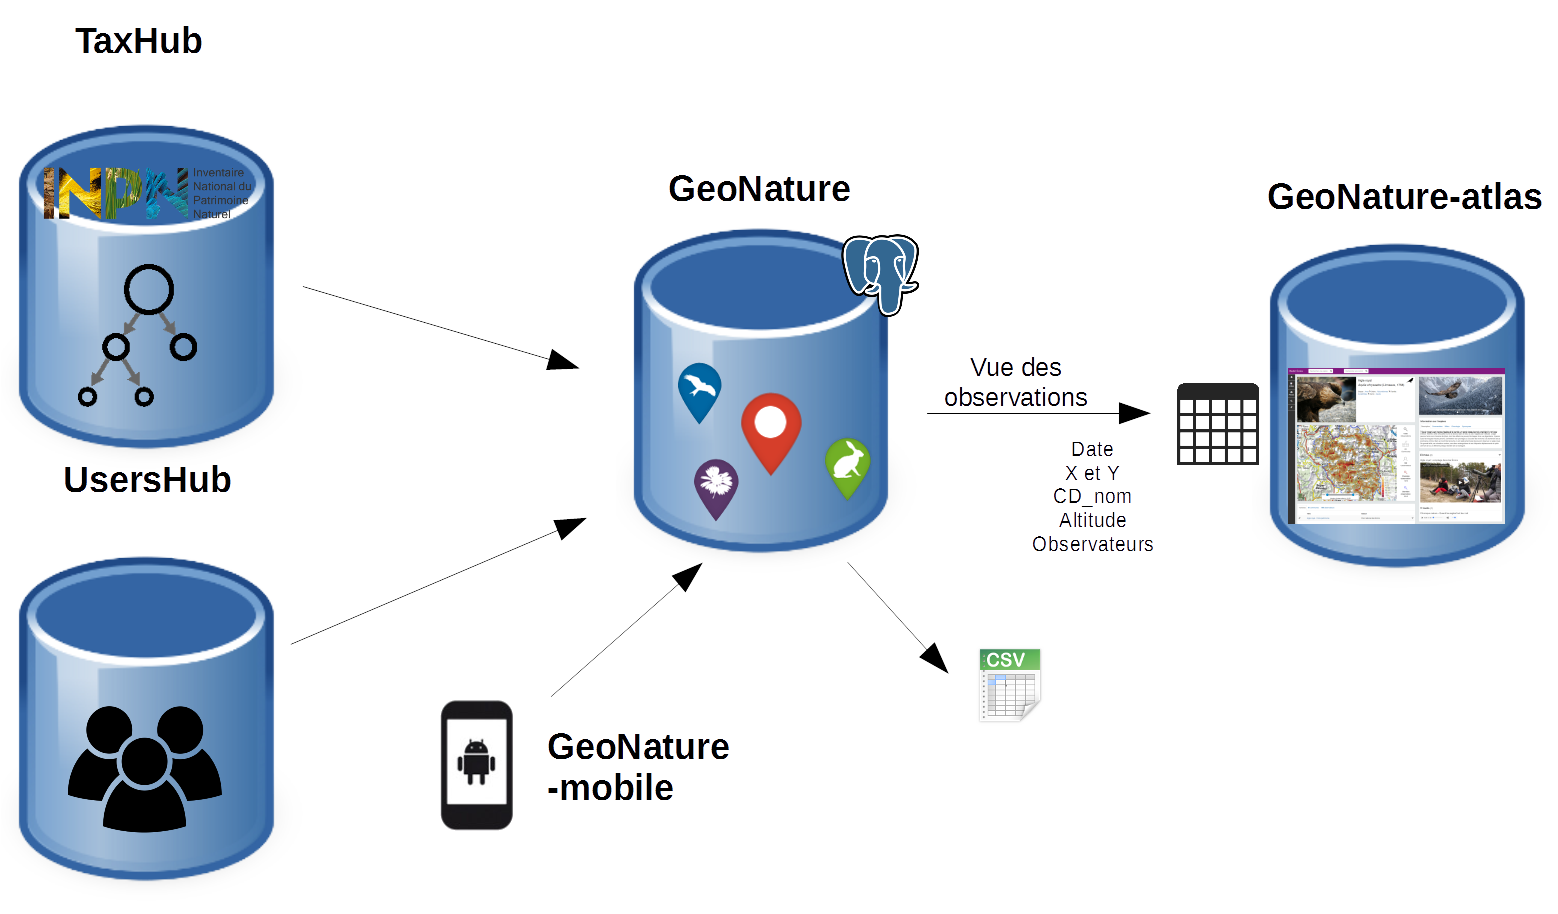 TaxHub
INPN
Inventaire
National du
Patrimoine
Naturel
UsersHub
GeoNature
-mobile
GeoNature
Vue des
observations
Date
X et Y
CD_nom
Altitude
Observateurs
CSV
GeoNature-atlas